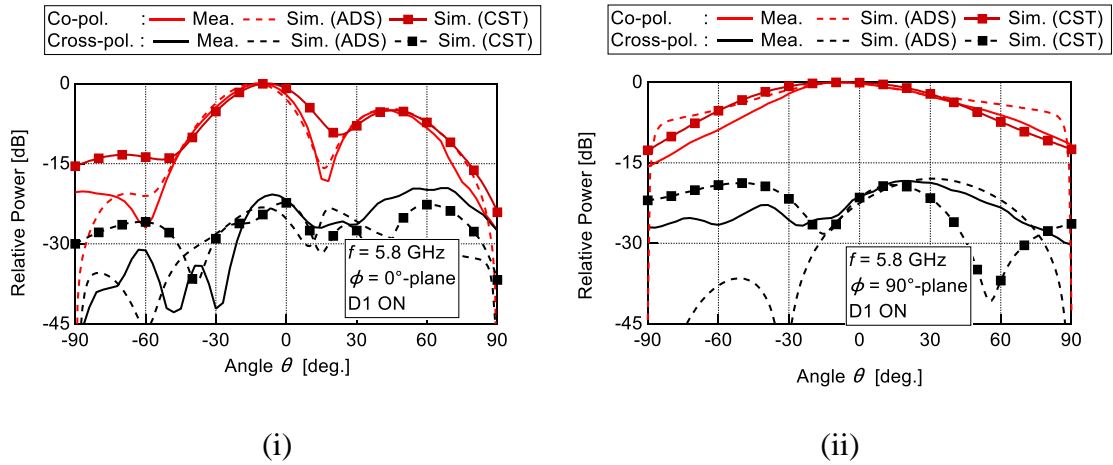 Co-pol. : Mea. Sim. (ADS) Sim. (CST)
Cross-pol. : Mea. Sim. (ADS) Sim. (CST)
Relative Power [dB]
0
-15
-30
-45
f = 5.8 GHz
ϕ = 0°-plane
D1 ON
-90 -60 -30 0 30 60 90
Angle θ [deg.]
(i)
Co-pol. : Mea. Sim. (ADS) Sim. (CST)
Cross-pol. : Mea. Sim. (ADS) Sim. (CST)
Relative Power [dB]
0
-15
-30
-45
f = 5.8 GHz
ϕ = 90°-plane
D1 ON
-90 -60 -30 0 30 60 90
Angle θ [deg.]
(ii)